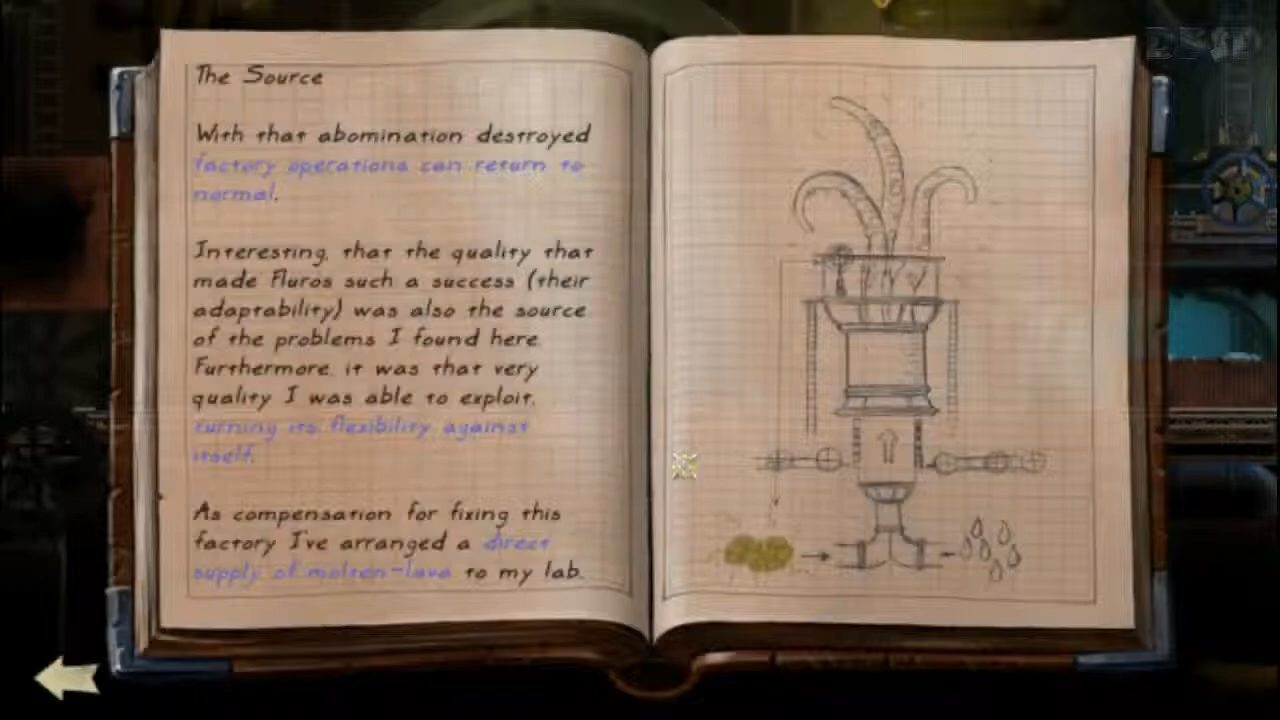 The Source
With that abomination destroyed
factory operations can return to
normal.
Interesting, that the quality that
made Fluros such a success (their
adaptability) was also the source
of the problems I found here.
Furthermore, it was that very
quality I was able to exploit,
turning its flexibility against
itself.
As compensation for fixing this
factory I've arranged a direct
supply of molten-lava to my lab.